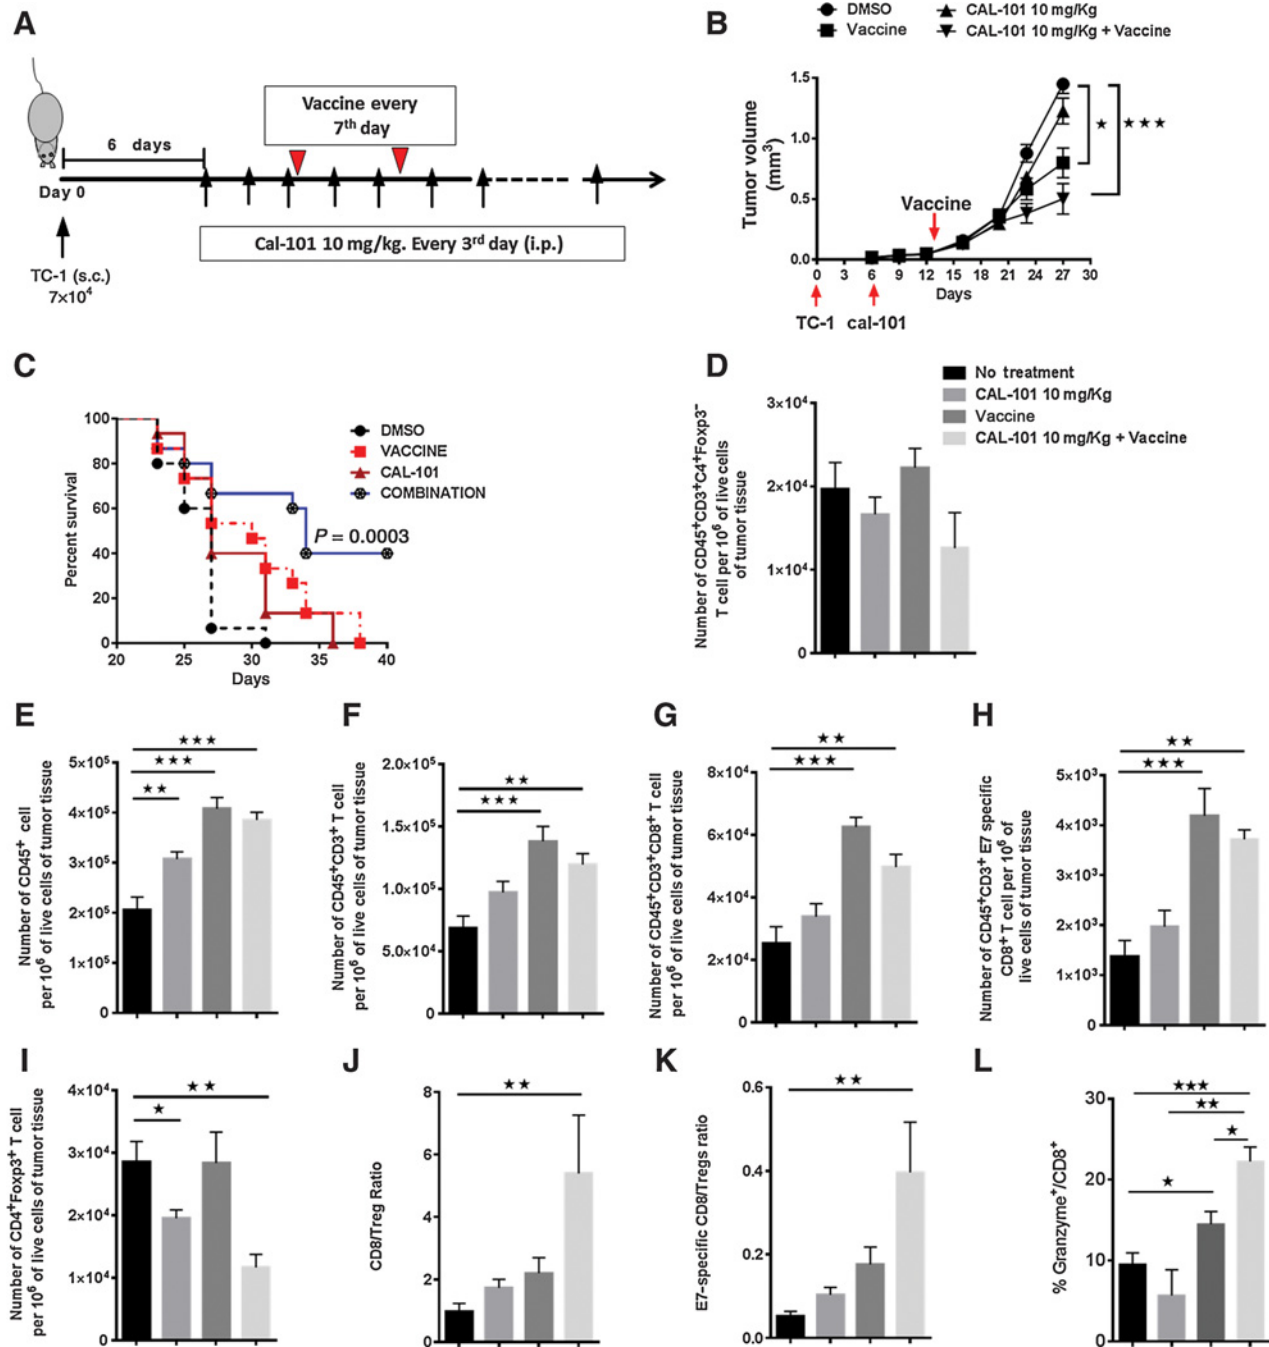 A
Vaccine every
7th day
6 days
Day 0
Cal-101 10 mg/kg. Every 3rd day (i.p.)
TC-1 (s.c.)
7×10⁴
B
DMSO
CAL-101 10 mg/Kg
Vaccine
CAL-101 10 mg/Kg + Vaccine
Tumor volume
(mm³)
1.5
1.0
0.5
0.0
Vaccine
★
★★★
0 3 6 9 12 15 18 21 24 27 30
Days
TC-1 cal-101
C
Percent survival
100
80
60
40
20
0
DMSO
VACCINE
CAL-101
COMBINATION
P = 0.0003
20 25 30 35 40
Days
D
No treatment
CAL-101 10 mg/Kg
Vaccine
CAL-101 10 mg/Kg + Vaccine
Number of CD45⁺CD3⁺C4⁺Foxp3⁻
T cell per 10⁶ of live cells
of tumor tissue
3×10⁴
2×10⁴
1×10⁴
0
E
Number of CD45⁺ cell
per 10⁶ of live cells of tumor tissue
5×10⁵
4×10⁵
3×10⁵
2×10⁵
1×10⁵
0
★★★
★★★
★★
F
Number of CD45⁺CD3⁺ T cell
per 10⁶ of live cells of tumor tissue
2.0×10⁵
1.5×10⁵
1.0×10⁵
5.0×10⁴
0
★★
★★★
G
Number of CD45⁺CD3⁺CD8⁺ T cell
per 10⁶ of live cells of tumor tissue
8×10⁴
6×10⁴
4×10⁴
2×10⁴
0
★★
★★★
H
Number of CD45⁺CD3⁺ E7 specific
CD8⁺ T cell per 10⁶ of
live cells of tumor tissue
5×10³
4×10³
3×10³
2×10³
1×10³
0
★★
★★★
I
Number of CD4⁺Foxp3⁺ T cell
per 10⁶ of live cells of tumor tissue
4×10⁴
3×10⁴
2×10⁴
1×10⁴
0
★★
★
J
CD8/Treg Ratio
8
6
4
2
0
★★
K
E7-specific CD8/Tregs ratio
0.6
0.4
0.2
0.0
★★
L
% Granzyme⁺/CD8⁺
30
20
10
0
★★★
★★
★
★